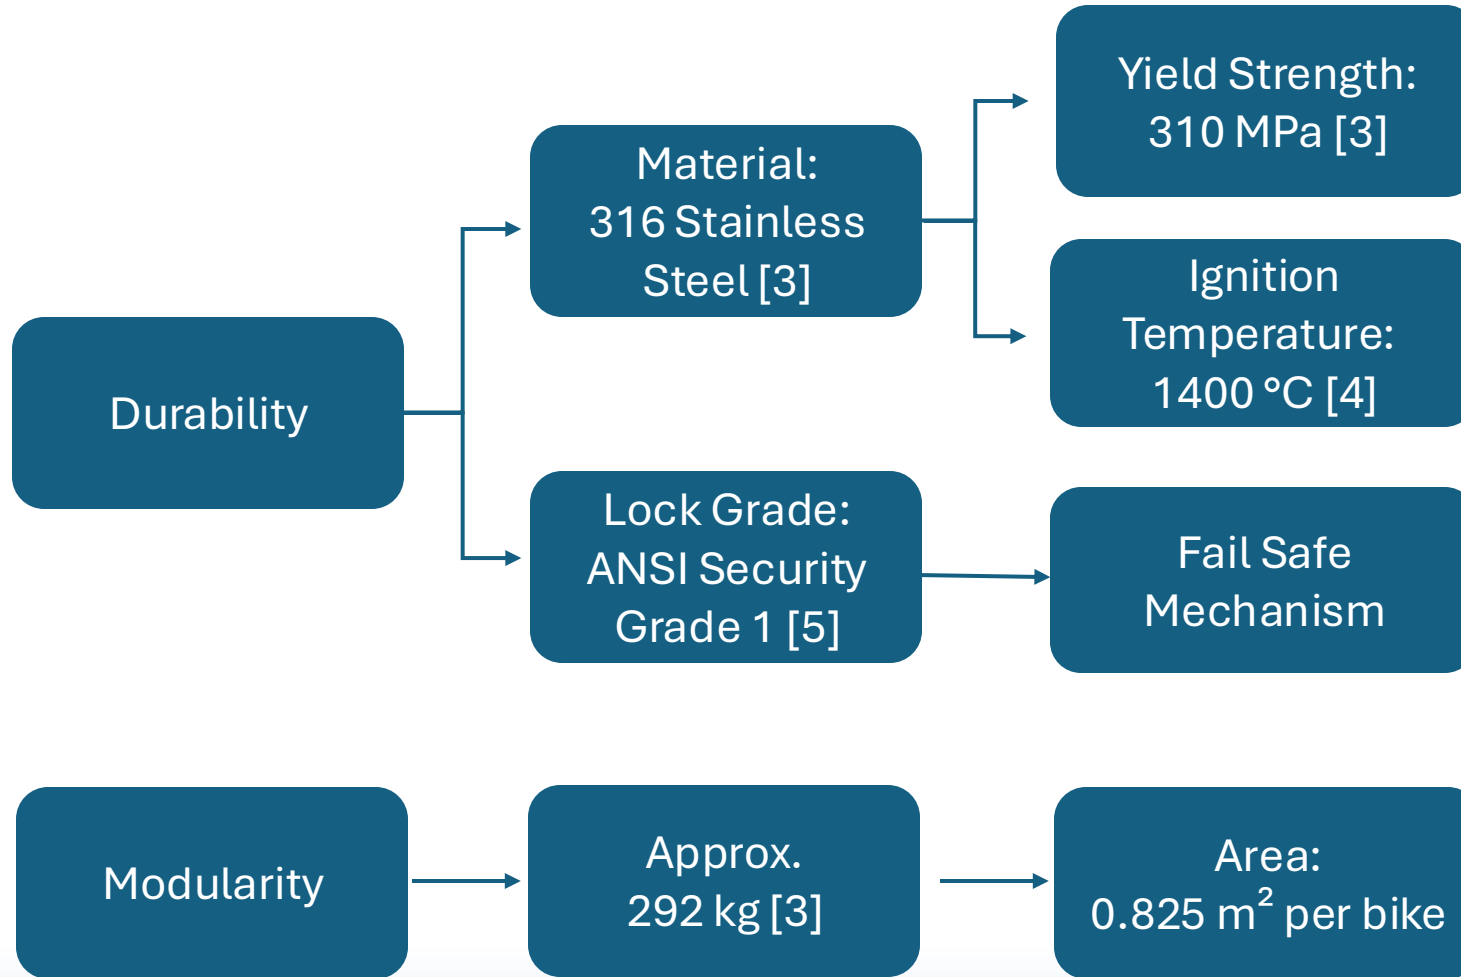 Yield Strength:
310 MPa [3]
Material:
316 Stainless
Steel [3]
Ignition
Temperature:
1400 °C [4]
Durability
Lock Grade:
ANSI Security
Grade 1 [5]
Fail Safe
Mechanism
Modularity
Approx.
292 kg [3]
Area:
0.825 m² per bike